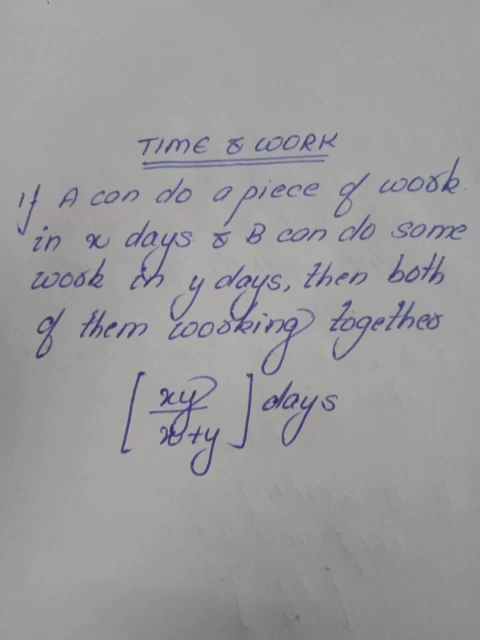 TIME & WORK
If A can do a piece of work
in x days & B can do same
work in y days, then both
of them working together
[xy/x+y] days